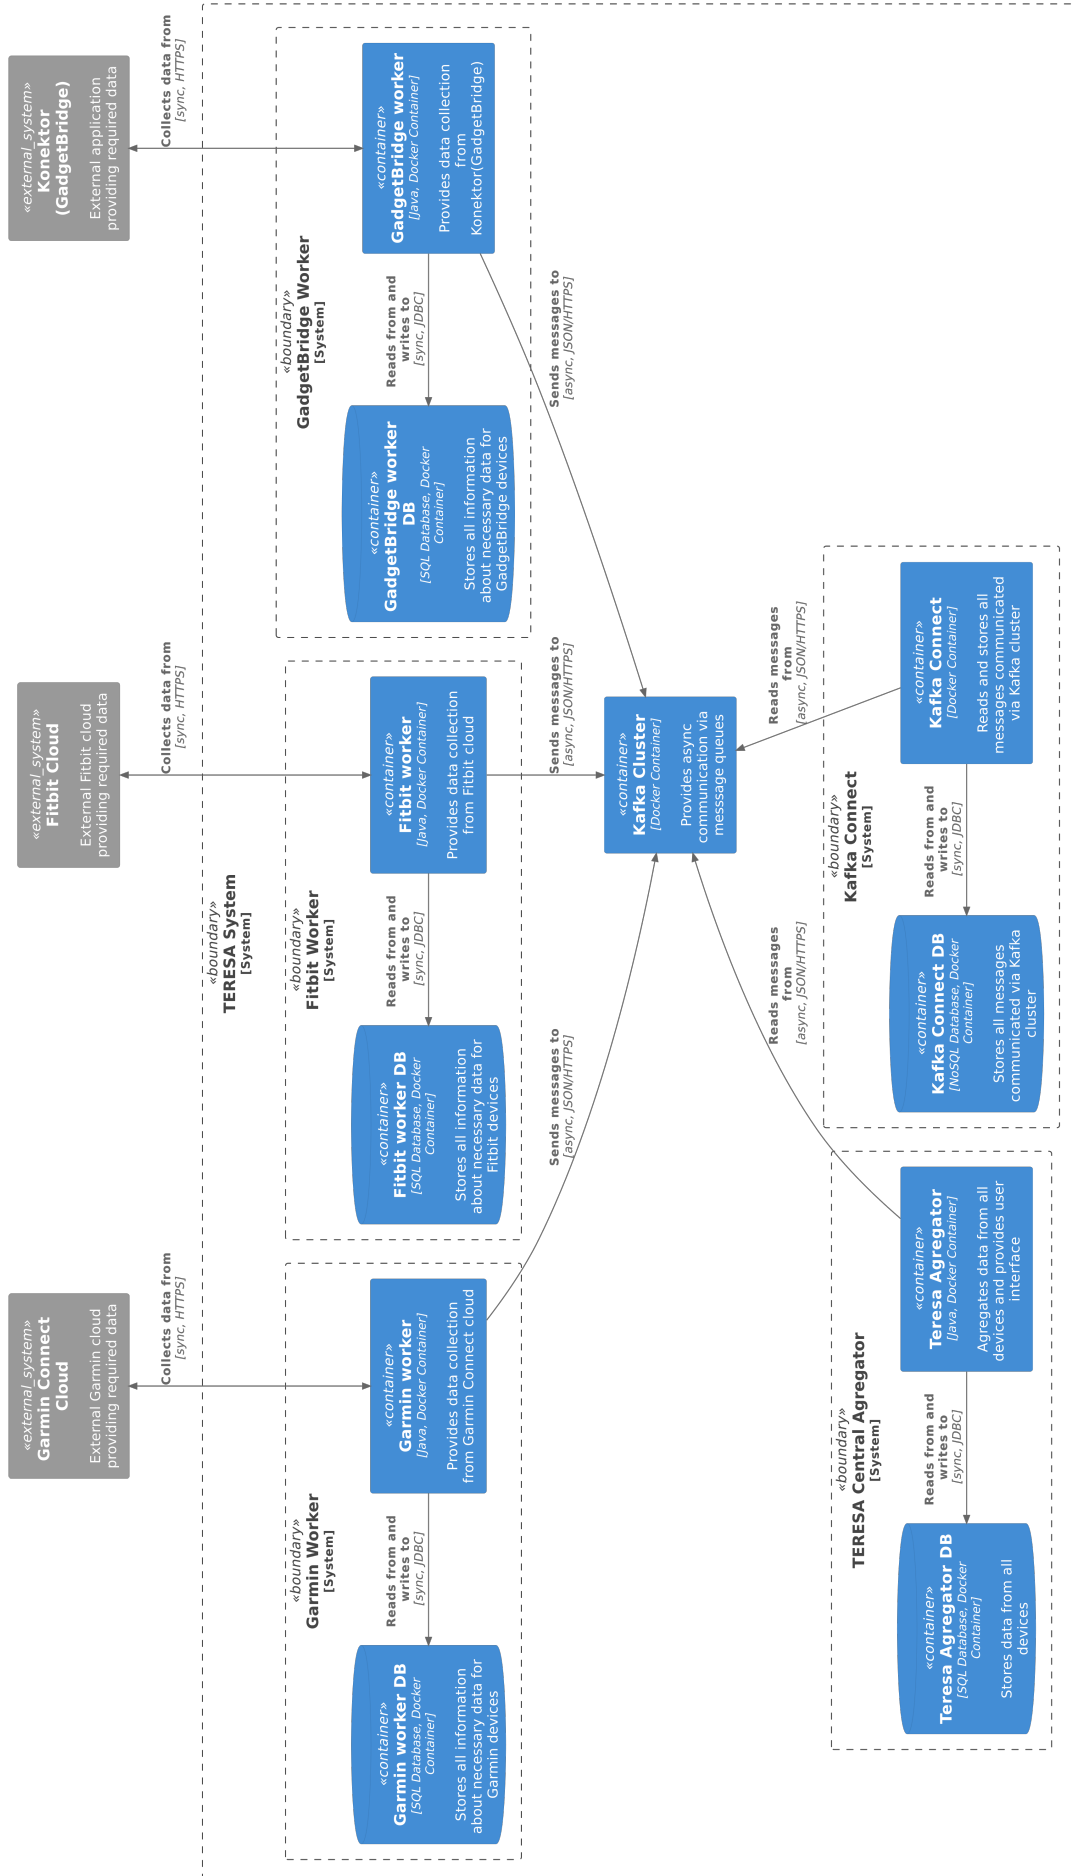 «external_system»
Garmin Connect
Cloud
External Garmin cloud
providing required data
«external_system»
Fitbit Cloud
External Fitbit cloud
providing required data
«external_system»
Konektor
(GadgetBridge)
External application
providing required data
Collects data from
[sync, HTTPS]
Collects data from
[sync, HTTPS]
Collects data from
[sync, HTTPS]
«boundary»
TERESA System
[System]
«boundary»
Garmin Worker
[System]
«container»
Garmin worker DB
[SQL Database, Docker
Container]
Stores all information
about necessary data for
Garmin devices
Reads from and
writes to
[sync, JDBC]
«container»
Garmin worker
[Java, Docker Container]
Provides data collection
from Garmin Connect cloud
«boundary»
Fitbit Worker
[System]
«container»
Fitbit worker DB
[SQL Database, Docker
Container]
Stores all information
about necessary data for
Fitbit devices
Reads from and
writes to
[sync, JDBC]
«container»
Fitbit worker
[Java, Docker Container]
Provides data collection
from Fitbit cloud
«boundary»
GadgetBridge Worker
[System]
«container»
GadgetBridge worker
DB
[SQL Database, Docker
Container]
Stores all information
about necessary data for
GadgetBridge devices
Reads from and
writes to
[sync, JDBC]
«container»
GadgetBridge worker
[Java, Docker Container]
Provides data collection
from
Konektor(GadgetBridge)
Sends messages to
[async, JSON/HTTPS]
Sends messages to
[async, JSON/HTTPS]
Sends messages to
[async, JSON/HTTPS]
«container»
Kafka Cluster
[Docker Container]
Provides async
communication via
messsage queues
Reads messages
from
[async, JSON/HTTPS]
Reads messages
from
[async, JSON/HTTPS]
«boundary»
TERESA Central Agregator
[System]
«container»
Teresa Agregator DB
[SQL Database, Docker
Container]
Stores data from all
devices
Reads from and
writes to
[sync, JDBC]
«container»
Teresa Agregator
[Java, Docker Container]
Agregates data from all
devices and provides user
interface
«boundary»
Kafka Connect
[System]
«container»
Kafka Connect DB
[NoSQL Database, Docker
Container]
Stores all messages
communicated via Kafka
cluster
Reads from and
writes to
[sync, JDBC]
«container»
Kafka Connect
[Docker Container]
Reads and stores all
messages communicated
via Kafka cluster